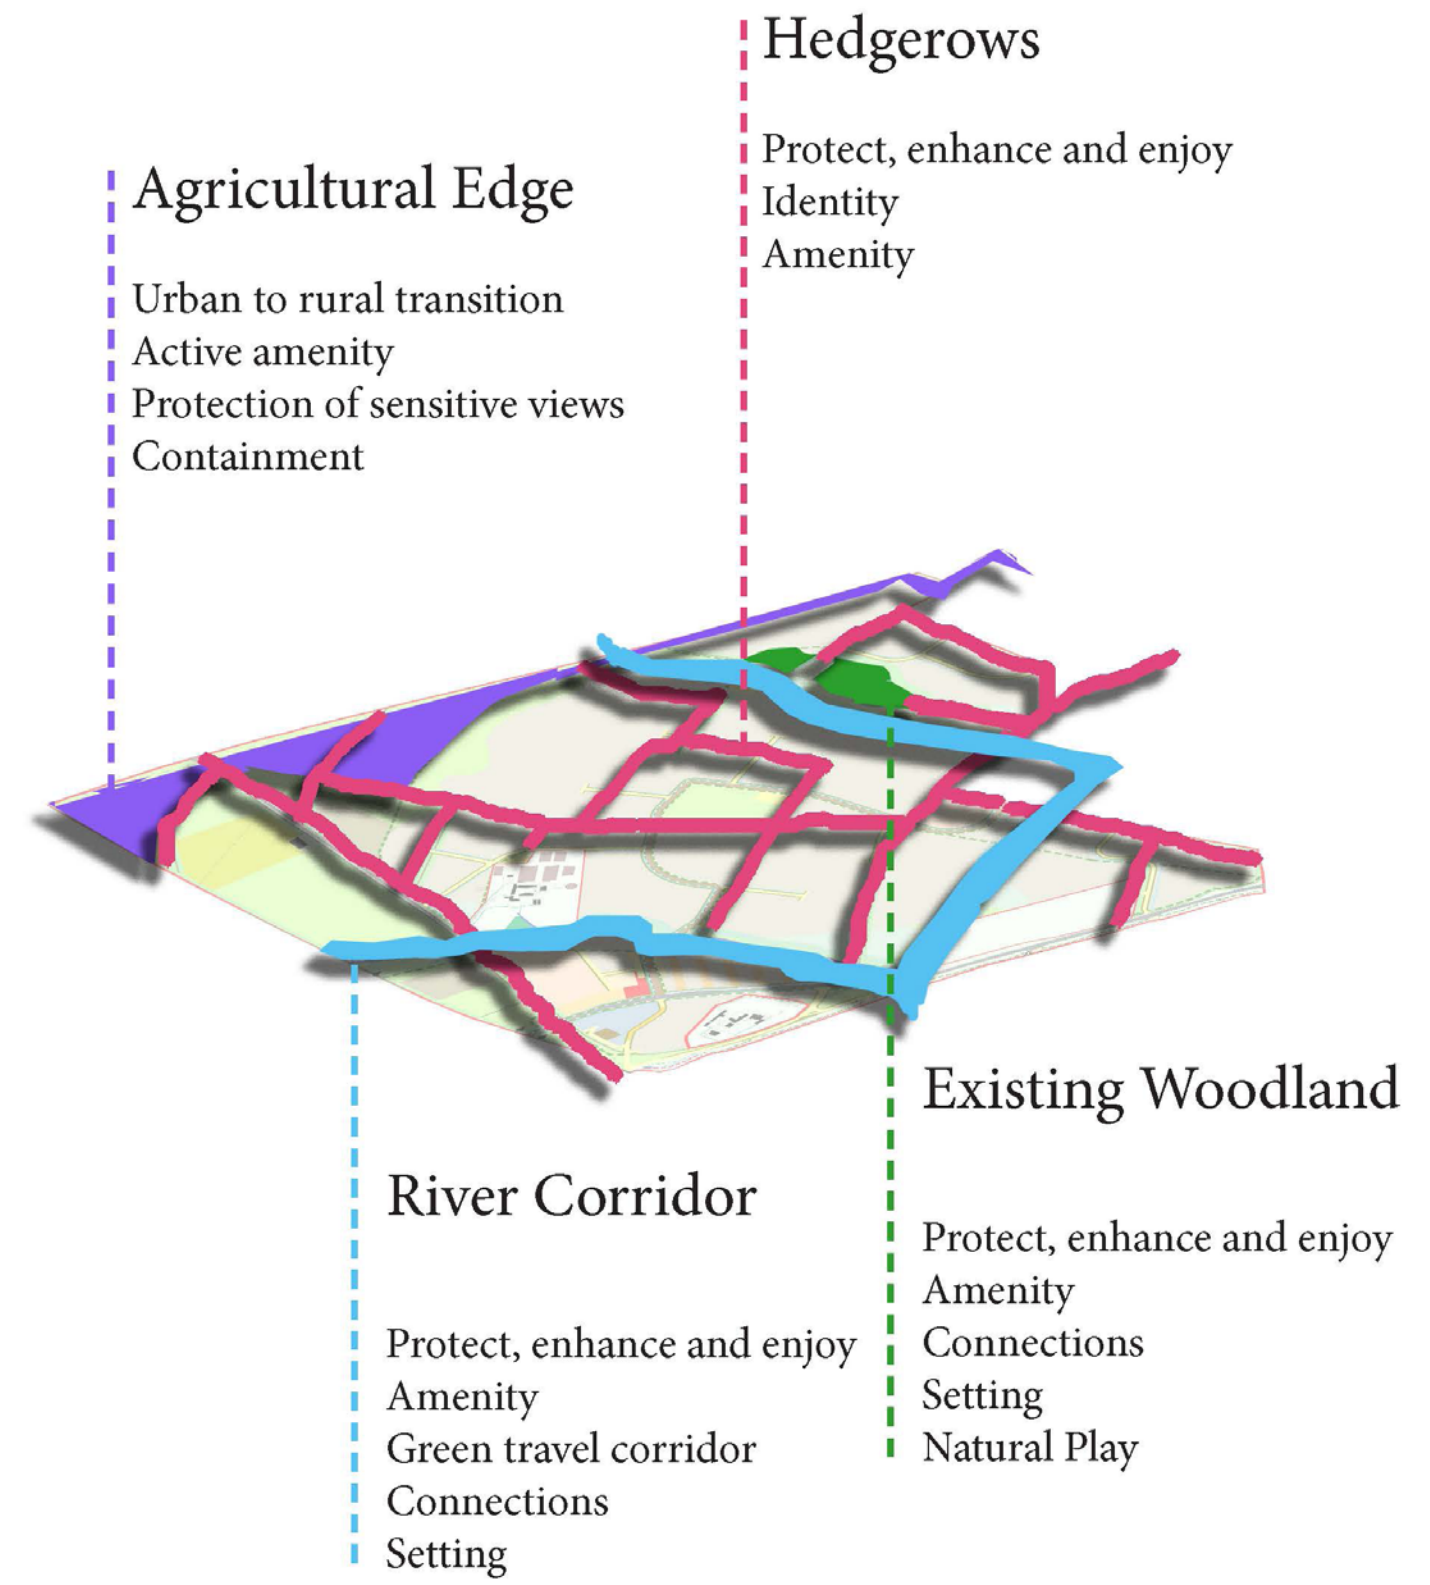 Hedgerows
Protect, enhance and enjoy
Identity
Amenity
Agricultural Edge
Urban to rural transition
Active amenity
Protection of sensitive views
Containment
Existing Woodland
Protect, enhance and enjoy
Amenity
Connections
Setting
Natural Play
River Corridor
Protect, enhance and enjoy
Amenity
Green travel corridor
Connections
Setting